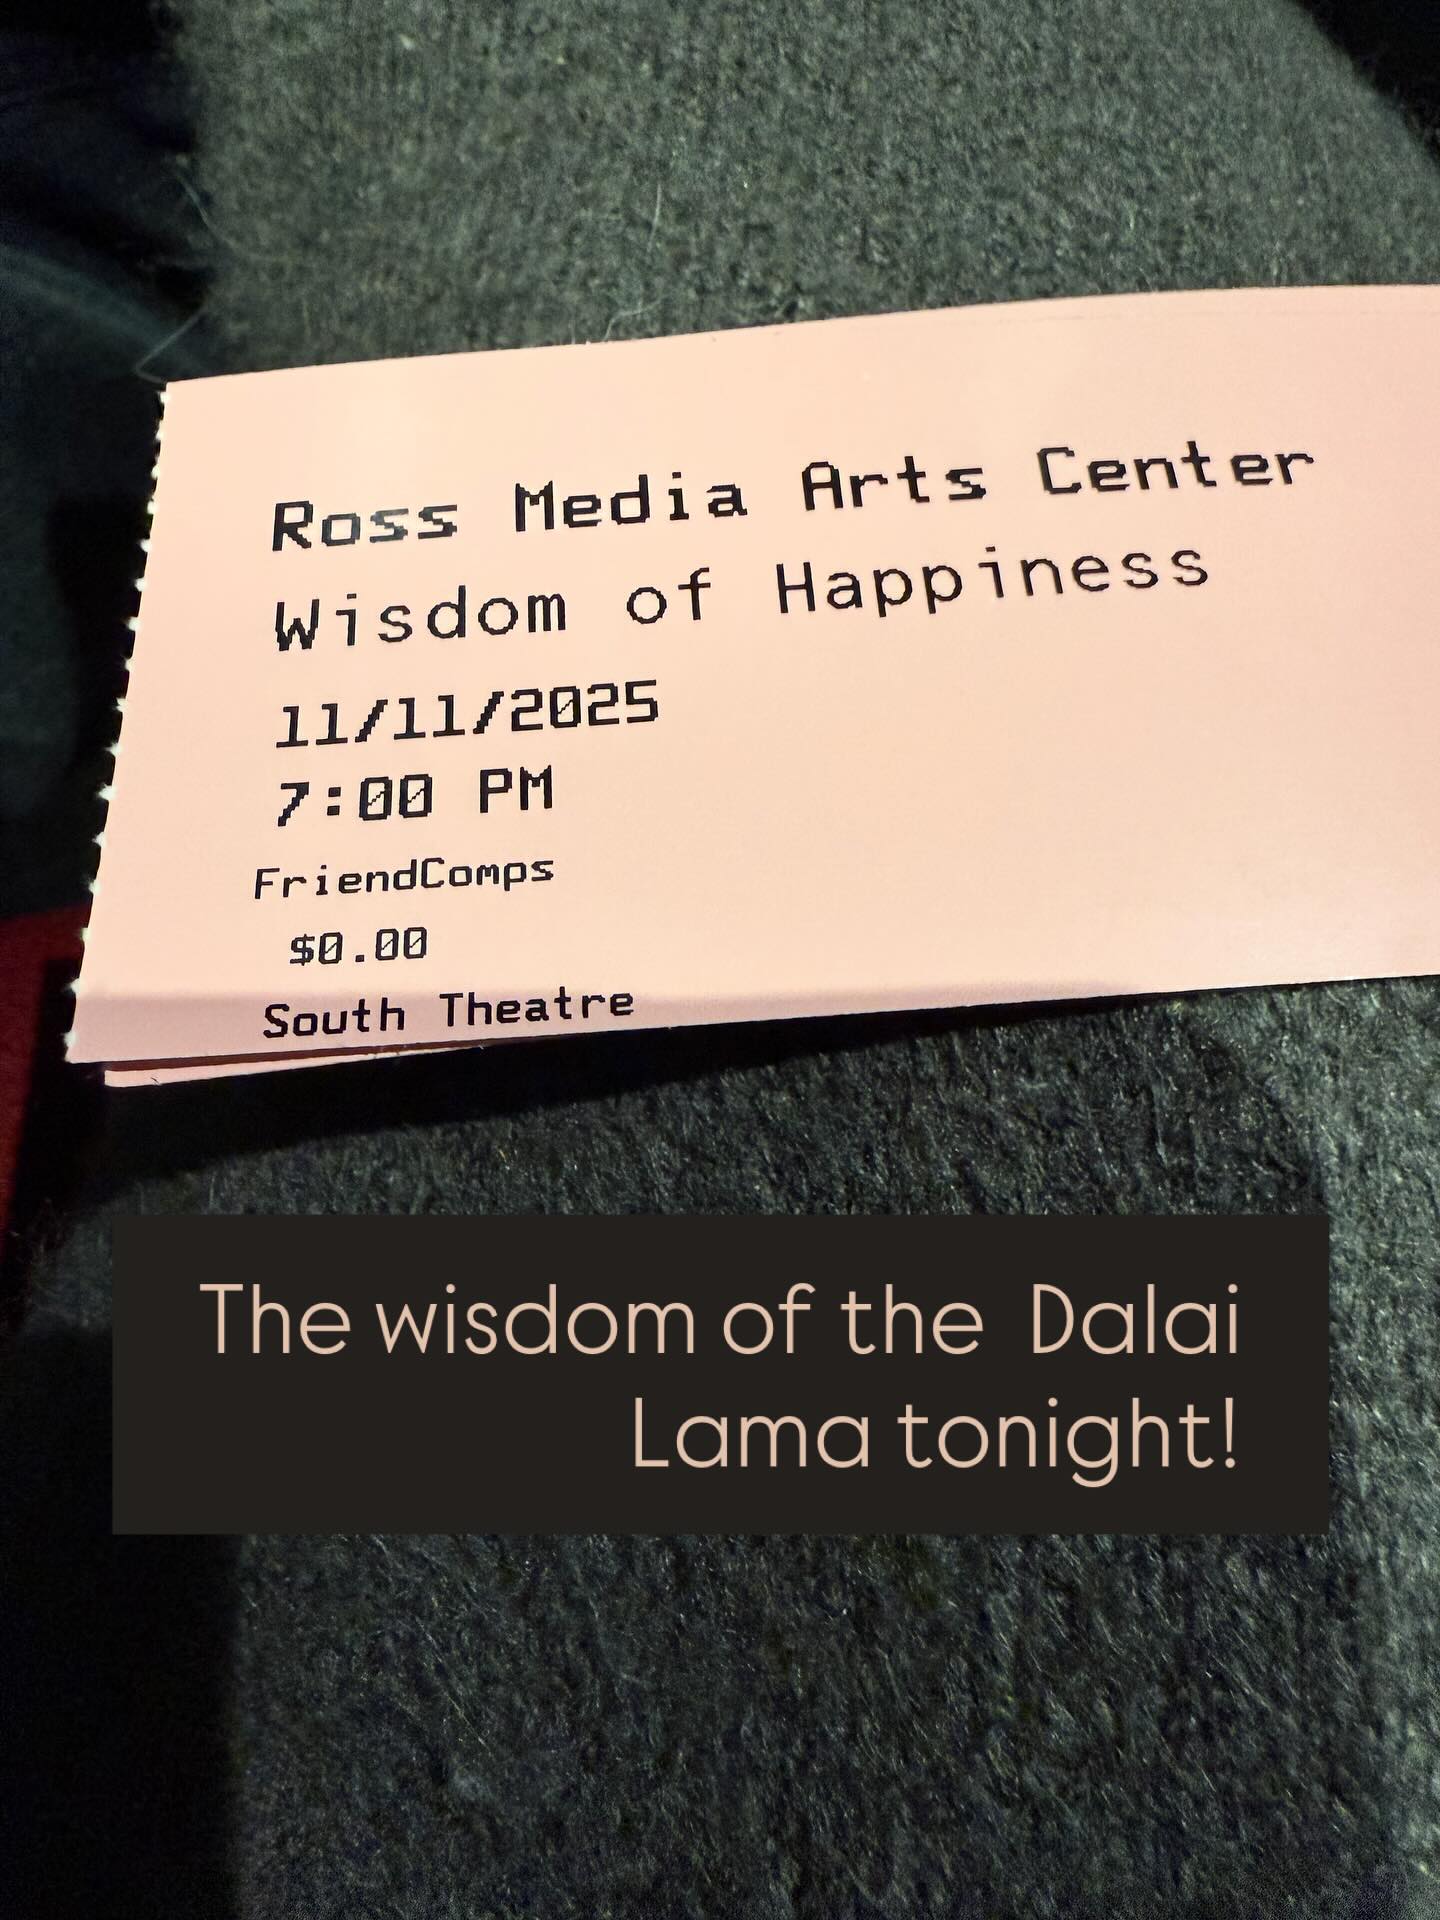 Ross Media Arts Center
Wisdom of Happiness
11/11/2025
7:00 PM
FriendComps
$0.00
South Theatre
The wisdom of the Dalai
Lama tonight!